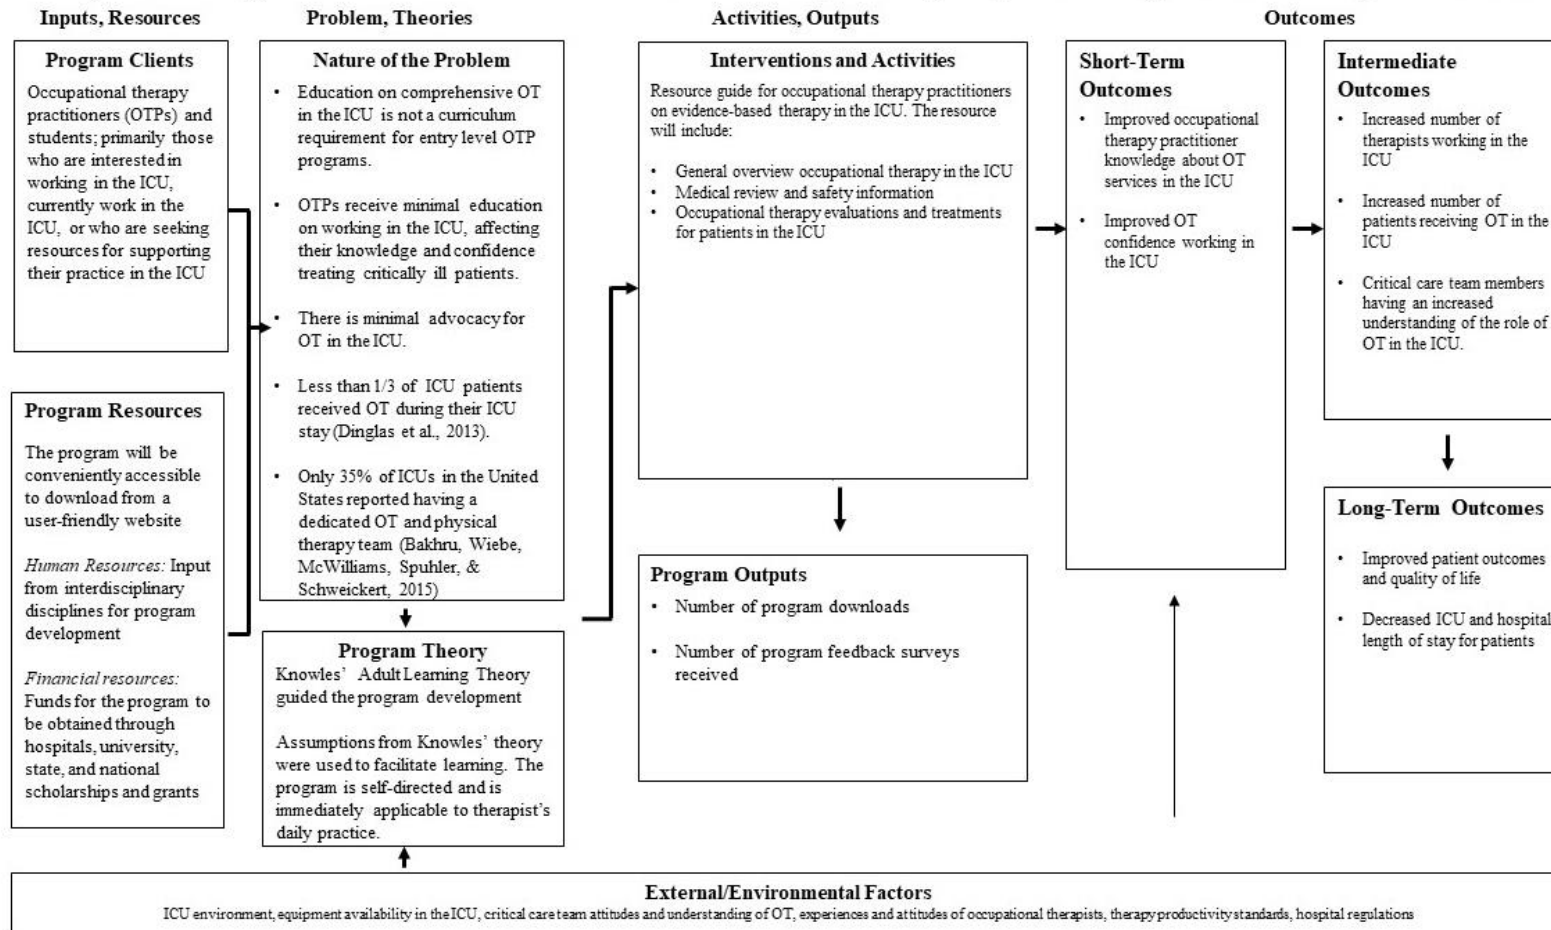 Inputs, Resources
Problem, Theories
Activities, Outputs
Outcomes
Program Clients
Occupational therapy
practitioners (OTPs) and
students; primarily those
who are interested in
working in the ICU,
currently work in the
ICU, or who are seeking
resources for supporting
their practice in the ICU
Program Resources
The program will be
conveniently accessible
to download from a
user-friendly website
Human Resources: Input
from interdisciplinary
disciplines for program
development
Financial resources:
Funds for the program to
be obtained through
hospitals, university,
state, and national
scholarships and grants
Nature of the Problem
• Education on comprehensive OT
in the ICU is not a curriculum
requirement for entry level OTP
programs.
• OTPs receive minimal education
on working in the ICU, affecting
their knowledge and confidence
treating critically ill patients.
• There is minimal advocacy for
OT in the ICU.
• Less than 1/3 of ICU patients
received OT during their ICU
stay (Dinglas et al., 2013).
• Only 35% of ICUs in the United
States reported having a
dedicated OT and physical
therapy team (Bakhru, Wiebe,
McWilliams, Spuhler, &
Schweickert, 2015)
Program Theory
Knowles' Adult Learning Theory
guided the program development
Assumptions from Knowles' theory
were used to facilitate learning. The
program is self-directed and is
immediately applicable to therapist's
daily practice.
Interventions and Activities
Resource guide for occupational therapy practitioners
on evidence-based therapy in the ICU. The resource
will include:
• General overview occupational therapy in the ICU
• Medical review and safety information
• Occupational therapy evaluations and treatments
for patients in the ICU
Program Outputs
• Number of program downloads
• Number of program feedback surveys
received
Short-Term
Outcomes
• Improved occupational
therapy practitioner
knowledge about OT
services in the ICU
• Improved OT
confidence working in
the ICU
Intermediate
Outcomes
• Increased number of
therapists working in the
ICU
• Increased number of
patients receiving OT in the
ICU
• Critical care team members
having an increased
understanding of the role of
OT in the ICU.
Long-Term Outcomes
• Improved patient outcomes
and quality of life
• Decreased ICU and hospital
length of stay for patients
External/Environmental Factors
ICU environment, equipment availability in the ICU, critical care team attitudes and understanding of OT, experiences and attitudes of occupational therapists, therapy productivity standards, hospital regulations